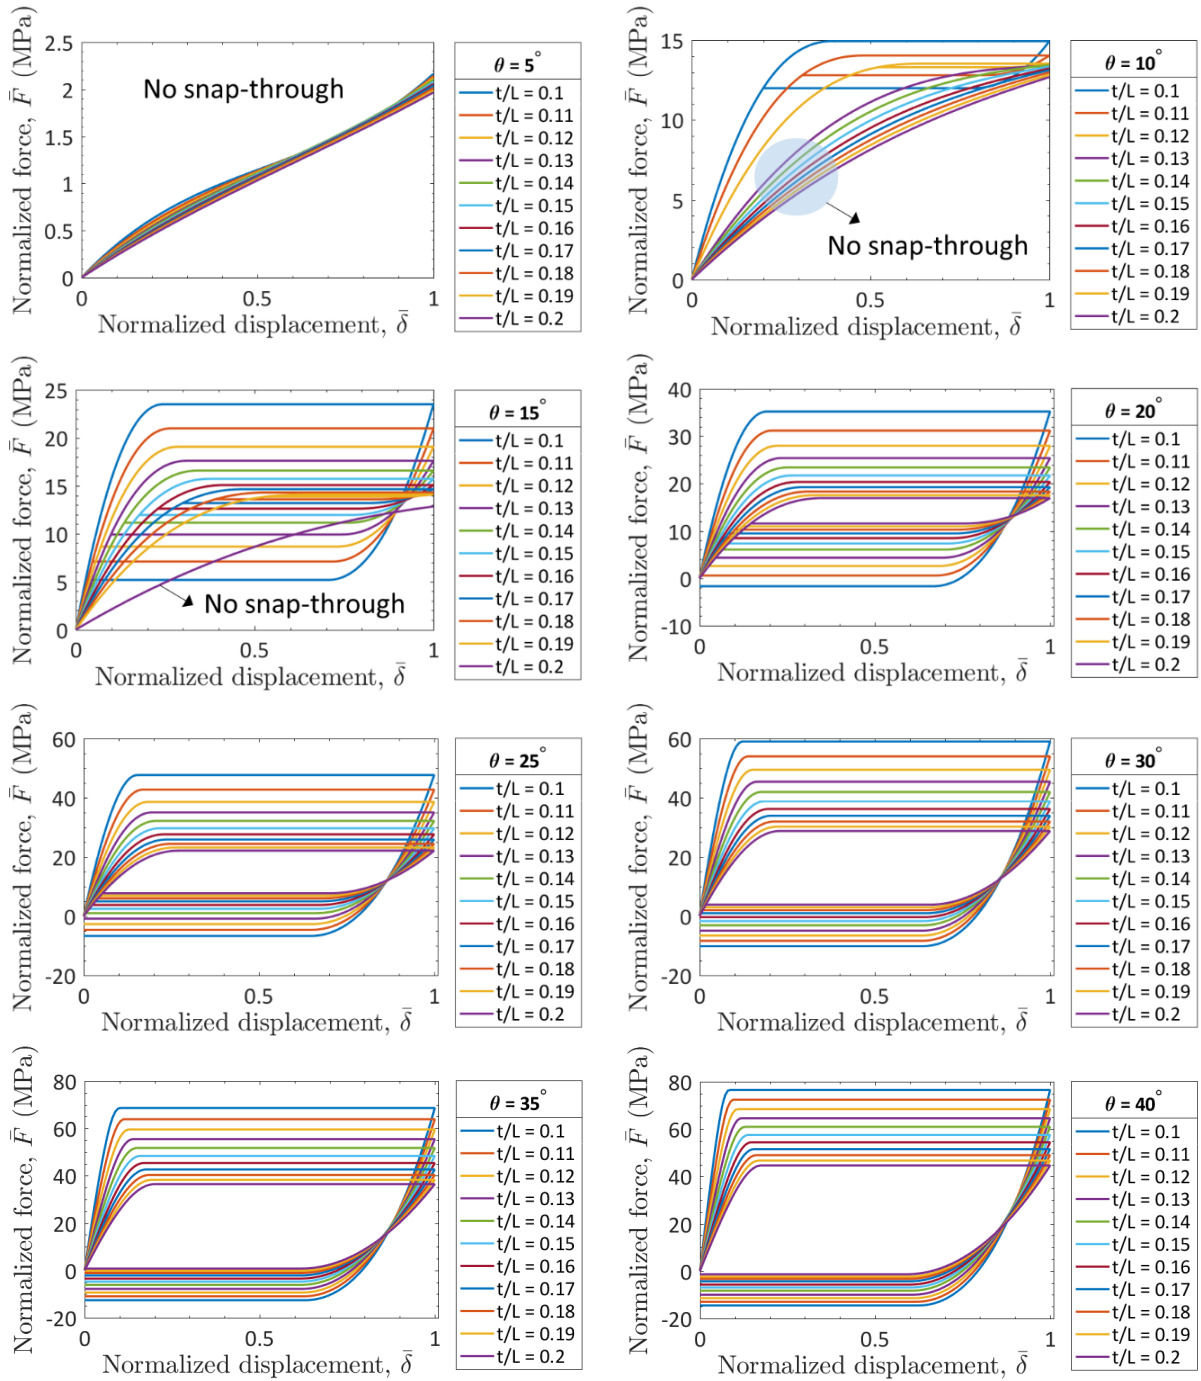 Normalized force, F̄ (MPa)
2.5
2
1.5
1
0.5
0
0
0.5
1
No snap-through
Normalized displacement, δ̄
θ = 5°
t/L = 0.1
t/L = 0.11
t/L = 0.12
t/L = 0.13
t/L = 0.14
t/L = 0.15
t/L = 0.16
t/L = 0.17
t/L = 0.18
t/L = 0.19
t/L = 0.2
Normalized force, F̄ (MPa)
15
10
5
0
0
0.5
1
No snap-through
Normalized displacement, δ̄
θ = 10°
t/L = 0.1
t/L = 0.11
t/L = 0.12
t/L = 0.13
t/L = 0.14
t/L = 0.15
t/L = 0.16
t/L = 0.17
t/L = 0.18
t/L = 0.19
t/L = 0.2
Normalized force, F̄ (MPa)
25
20
15
10
5
0
0
0.5
1
No snap-through
Normalized displacement, δ̄
θ = 15°
t/L = 0.1
t/L = 0.11
t/L = 0.12
t/L = 0.13
t/L = 0.14
t/L = 0.15
t/L = 0.16
t/L = 0.17
t/L = 0.18
t/L = 0.19
t/L = 0.2
Normalized force, F̄ (MPa)
40
30
20
10
0
-10
0
0.5
1
Normalized displacement, δ̄
θ = 20°
t/L = 0.1
t/L = 0.11
t/L = 0.12
t/L = 0.13
t/L = 0.14
t/L = 0.15
t/L = 0.16
t/L = 0.17
t/L = 0.18
t/L = 0.19
t/L = 0.2
Normalized force, F̄ (MPa)
60
40
20
0
-20
0
0.5
1
Normalized displacement, δ̄
θ = 25°
t/L = 0.1
t/L = 0.11
t/L = 0.12
t/L = 0.13
t/L = 0.14
t/L = 0.15
t/L = 0.16
t/L = 0.17
t/L = 0.18
t/L = 0.19
t/L = 0.2
Normalized force, F̄ (MPa)
60
40
20
0
-20
0
0.5
1
Normalized displacement, δ̄
θ = 30°
t/L = 0.1
t/L = 0.11
t/L = 0.12
t/L = 0.13
t/L = 0.14
t/L = 0.15
t/L = 0.16
t/L = 0.17
t/L = 0.18
t/L = 0.19
t/L = 0.2
Normalized force, F̄ (MPa)
80
60
40
20
0
-20
0
0.5
1
Normalized displacement, δ̄
θ = 35°
t/L = 0.1
t/L = 0.11
t/L = 0.12
t/L = 0.13
t/L = 0.14
t/L = 0.15
t/L = 0.16
t/L = 0.17
t/L = 0.18
t/L = 0.19
t/L = 0.2
Normalized force, F̄ (MPa)
80
60
40
20
0
-20
0
0.5
1
Normalized displacement, δ̄
θ = 40°
t/L = 0.1
t/L = 0.11
t/L = 0.12
t/L = 0.13
t/L = 0.14
t/L = 0.15
t/L = 0.16
t/L = 0.17
t/L = 0.18
t/L = 0.19
t/L = 0.2